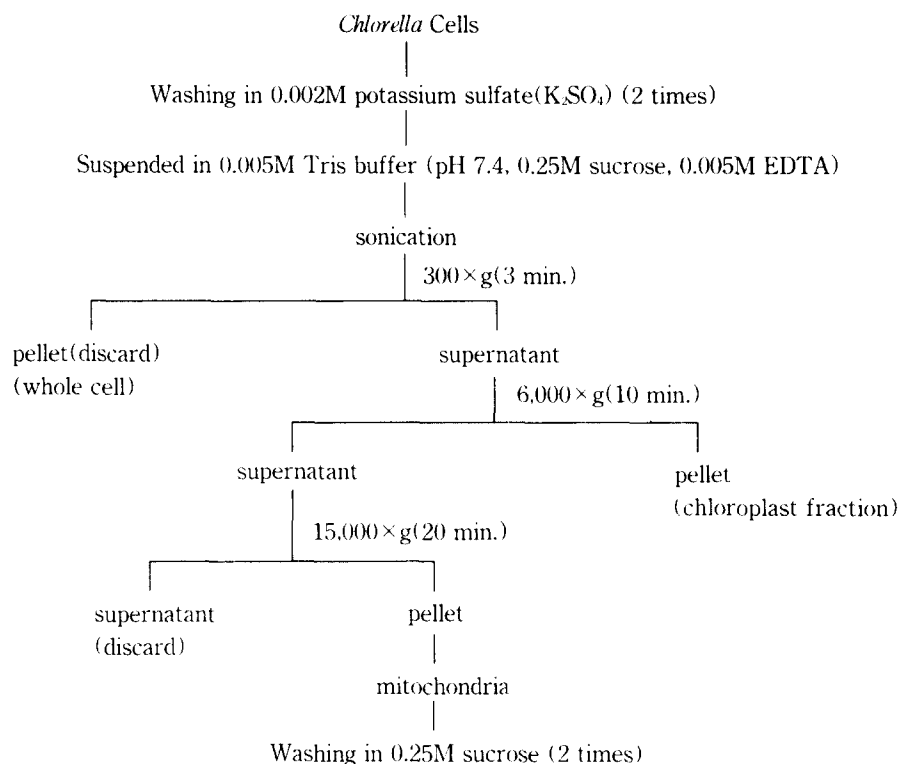 Chlorella Cells
Washing in 0.002M potassium sulfate(K₂SO₄) (2 times)
Suspended in 0.005M Tris buffer (pH 7.4, 0.25M sucrose, 0.005M EDTA)
sonication
300×g(3 min.)
pellet(discard)
(whole cell)
supernatant
6,000×g(10 min.)
supernatant
pellet
(chloroplast fraction)
15,000×g(20 min.)
supernatant
(discard)
pellet
mitochondria
Washing in 0.25M sucrose (2 times)